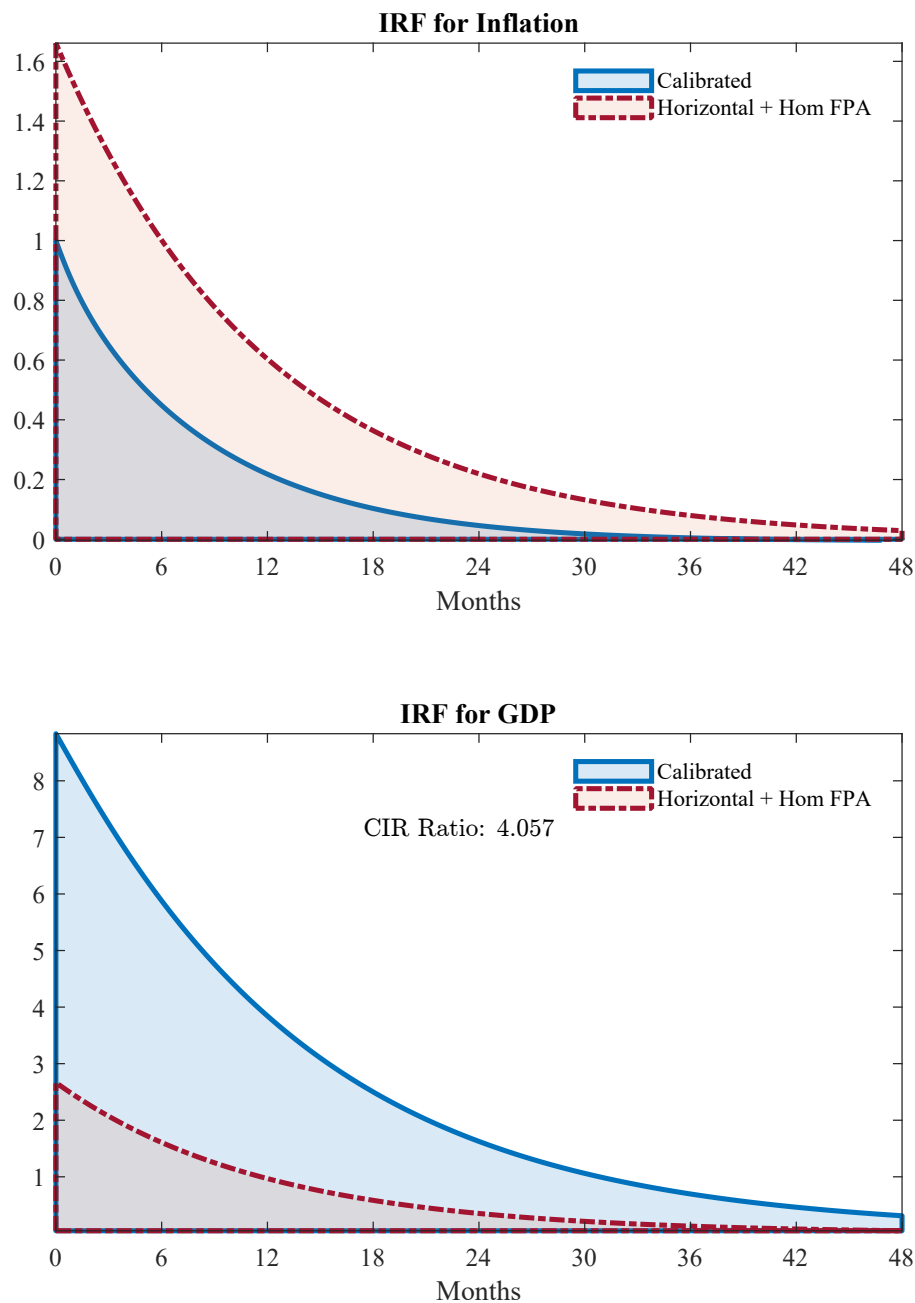 IRF for Inflation
1.6
1.4
1.2
1
0.8
0.6
0.4
0.2
0
Calibrated
Horizontal + Hom FPA
0 6 12 18 24 30 36 42 48
Months
IRF for GDP
8
7
6
5
4
3
2
1
Calibrated
Horizontal + Hom FPA
CIR Ratio: 4.057
0 6 12 18 24 30 36 42 48
Months